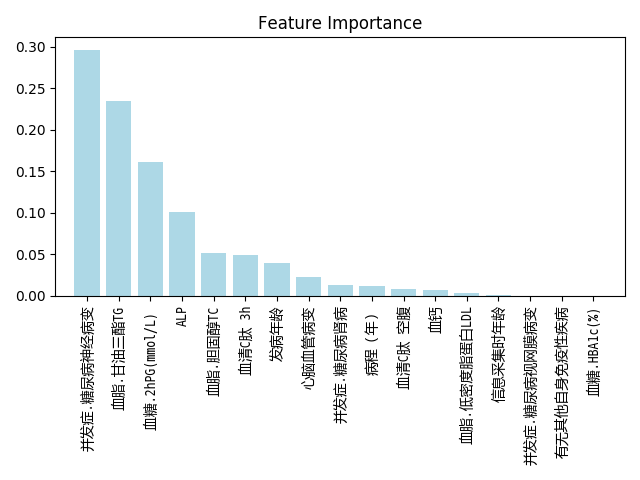 Feature Importance
0.30
0.25
0.20
0.15
0.10
0.05
0.00
并发症.糖尿病神经病变
血脂.甘油三酯TG
血糖.2hPG(mmol/L)
ALP
血脂.胆固醇TC
血清C肽 3h
发病年龄
心脑血管病变
并发症.糖尿病肾病
病程（年）
血清C肽 空腹
血钙
血脂.低密度脂蛋白LDL
信息采集时年龄
并发症.糖尿病视网膜病变
有无其他自身免疫性疾病
血糖.HBA1c(%)